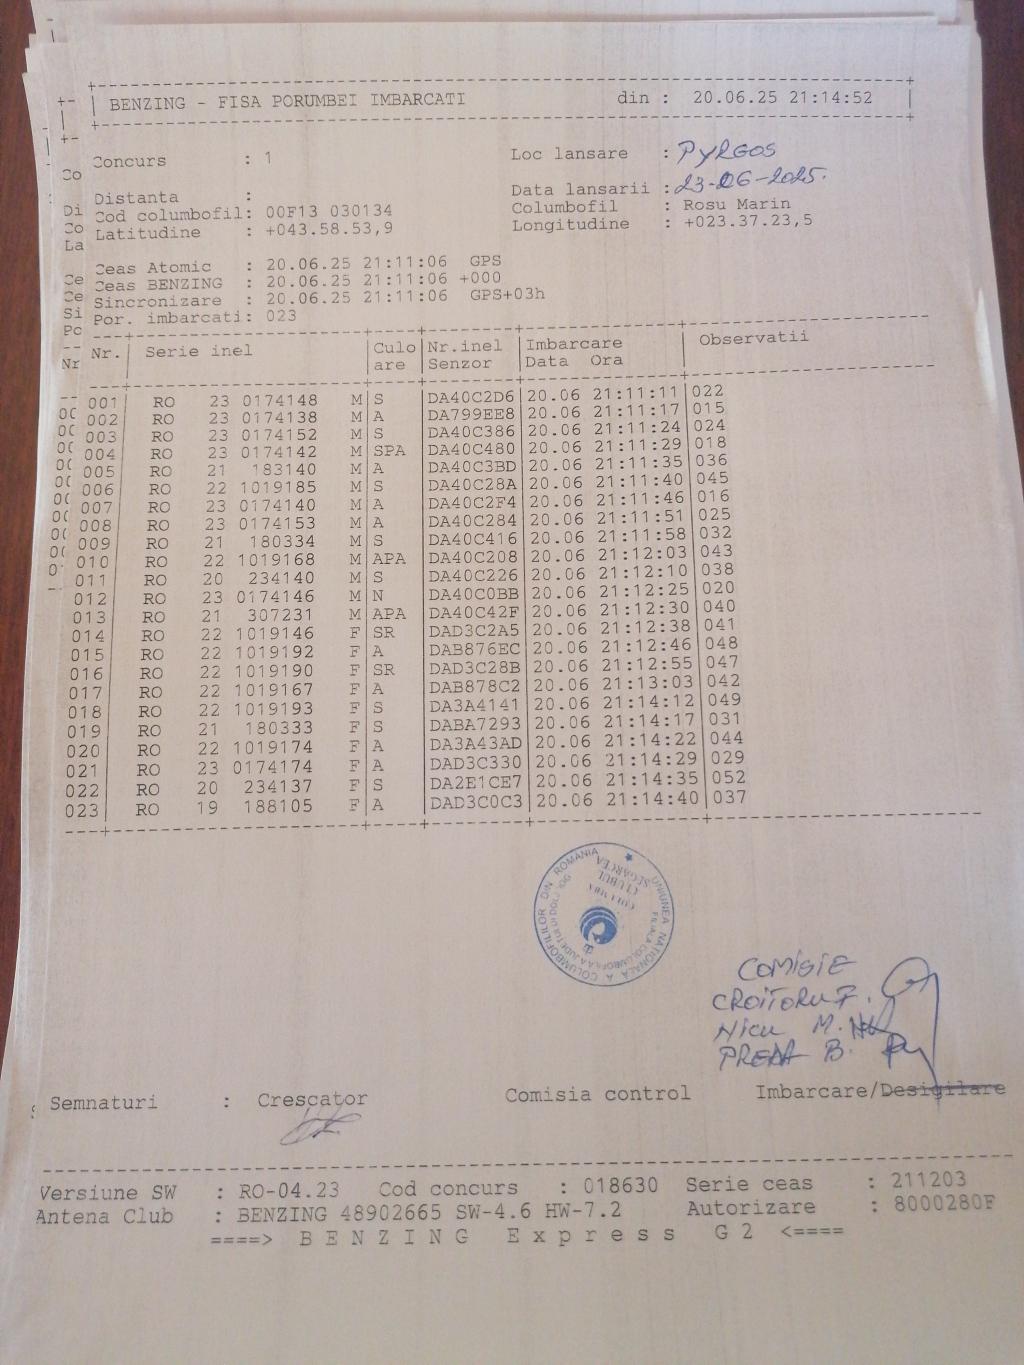 BENZING - FISA PORUMBEI IMBARCATI din : 20.06.25 21:14:52
Concurs : 1 Loc lansare : PYRGOS
Distanta : Data lansarii : 23-06-2025.
Cod columbofil: 00F13 030134 Columbofil : Rosu Marin
Latitudine : +043.58.53,9 Longitudine : +023.37.23,5
Ceas Atomic : 20.06.25 21:11:06 GPS
Ceas BENZING : 20.06.25 21:11:06 +000
Sincronizare : 20.06.25 21:11:06 GPS+03h
Por. imbarcati: 023
Nr. Serie inel Culo Nr.inel Imbarcare Observatii
are Senzor Data Ora
001 RO 23 0174148 M S DA40C2D6 20.06 21:11:11 022
002 RO 23 0174138 M A DA799EE8 20.06 21:11:17 015
003 RO 23 0174152 M S DA40C386 20.06 21:11:24 024
004 RO 23 0174142 M SPA DA40C480 20.06 21:11:29 018
005 RO 21 183140 M A DA40C3BD 20.06 21:11:35 036
006 RO 22 1019185 M S DA40C28A 20.06 21:11:40 045
007 RO 23 0174140 M A DA40C2F4 20.06 21:11:46 016
008 RO 23 0174153 M A DA40C284 20.06 21:11:51 025
009 RO 21 180334 M S DA40C416 20.06 21:11:58 032
010 RO 22 1019168 M APA DA40C208 20.06 21:12:03 043
011 RO 20 234140 M S DA40C226 20.06 21:12:10 038
012 RO 23 0174146 M N DA40C0BB 20.06 21:12:25 020
013 RO 21 307231 M APA DA40C42F 20.06 21:12:30 040
014 RO 22 1019146 F SR DAD3C2A5 20.06 21:12:38 041
015 RO 22 1019192 F A DAB876EC 20.06 21:12:46 048
016 RO 22 1019190 F SR DAD3C28B 20.06 21:12:55 047
017 RO 22 1019167 F A DAB878C2 20.06 21:13:03 042
018 RO 22 1019193 F S DA3A4141 20.06 21:14:12 049
019 RO 21 180333 F S DABA7293 20.06 21:14:17 031
020 RO 22 1019174 F A DA3A43AD 20.06 21:14:22 044
021 RO 23 0174174 F A DAD3C330 20.06 21:14:29 029
022 RO 20 234137 F S DA2E1CE7 20.06 21:14:35 052
023 RO 19 188105 F A DAD3C0C3 20.06 21:14:40 037
UNIUNEA NATIONALA A COLUMBOFILILOR DIN ROMANIA
FILIALA COLUMBOFILA A JUDETULUI DOLJ
COLUMBA
CLUBUL
SEGARCEA
COMISIE
CROITORU F.
NICU M.
PREDA B.
Semnaturi : Crescator Comisia control Imbarcare/Desigilare
Versiune SW : RO-04.23 Cod concurs : 018630 Serie ceas : 211203
Antena Club : BENZING 48902665 SW-4.6 HW-7.2 Autorizare : 8000280F
====> BENZING Express G2 <====